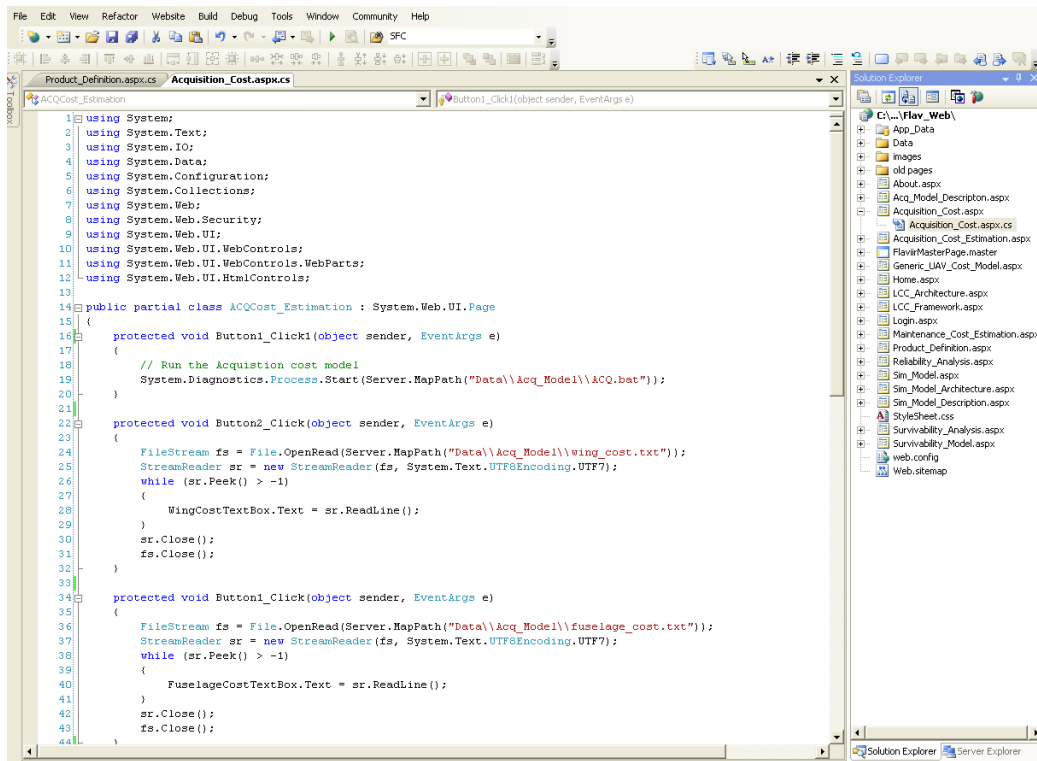 File Edit View Refactor Website Build Debug Tools Window Community Help
SFC
Product_Definition.aspx.cs Acquisition_Cost.aspx.cs
Toolbox
ACQCost_Estimation Button1_Click1(object sender, EventArgs e)
1 using System;
2 using System.Text;
3 using System.IO;
4 using System.Data;
5 using System.Configuration;
6 using System.Collections;
7 using System.Web;
8 using System.Web.Security;
9 using System.Web.UI;
10 using System.Web.UI.WebControls;
11 using System.Web.UI.WebControls.WebParts;
12 using System.Web.UI.HtmlControls;
13
14 public partial class ACQCost_Estimation : System.Web.UI.Page
15 {
16 protected void Button1_Click1(object sender, EventArgs e)
17 {
18 // Run the Acquistion cost model
19 System.Diagnostics.Process.Start(Server.MapPath("Data\\Acq_Model\\ACQ.bat"));
20 }
21
22 protected void Button2_Click(object sender, EventArgs e)
23 {
24 FileStream fs = File.OpenRead(Server.MapPath("Data\\Acq_Model\\wing_cost.txt"));
25 StreamReader sr = new StreamReader(fs, System.Text.UTF8Encoding.UTF7);
26 while (sr.Peek() > -1)
27 {
28 WingCostTextBox.Text = sr.ReadLine();
29 }
30 sr.Close();
31 fs.Close();
32 }
33
34 protected void Button1_Click(object sender, EventArgs e)
35 {
36 FileStream fs = File.OpenRead(Server.MapPath("Data\\Acq_Model\\fuselage_cost.txt"));
37 StreamReader sr = new StreamReader(fs, System.Text.UTF8Encoding.UTF7);
38 while (sr.Peek() > -1)
39 {
40 FuselageCostTextBox.Text = sr.ReadLine();
41 }
42 sr.Close();
43 fs.Close();
44 }
Solution Explorer
C:\...\Flav_Web\
App_Data
Data
images
old pages
About.aspx
Acq_Model_Descripton.aspx
Acquisition_Cost.aspx
Acquisition_Cost.aspx.cs
Acquisition_Cost_Estimation.aspx
FlaviirMasterPage.master
Generic_UAV_Cost_Model.aspx
Home.aspx
LCC_Architecture.aspx
LCC_Framework.aspx
Login.aspx
Maintenance_Cost_Estimation.aspx
Product_Definition.aspx
Reliability_Analysis.aspx
Sim_Model.aspx
Sim_Model_Architecture.aspx
Sim_Model_Description.aspx
StyleSheet.css
Survivability_Analysis.aspx
Survivability_Model.aspx
web.config
Web.sitemap
Solution Explorer Server Explorer